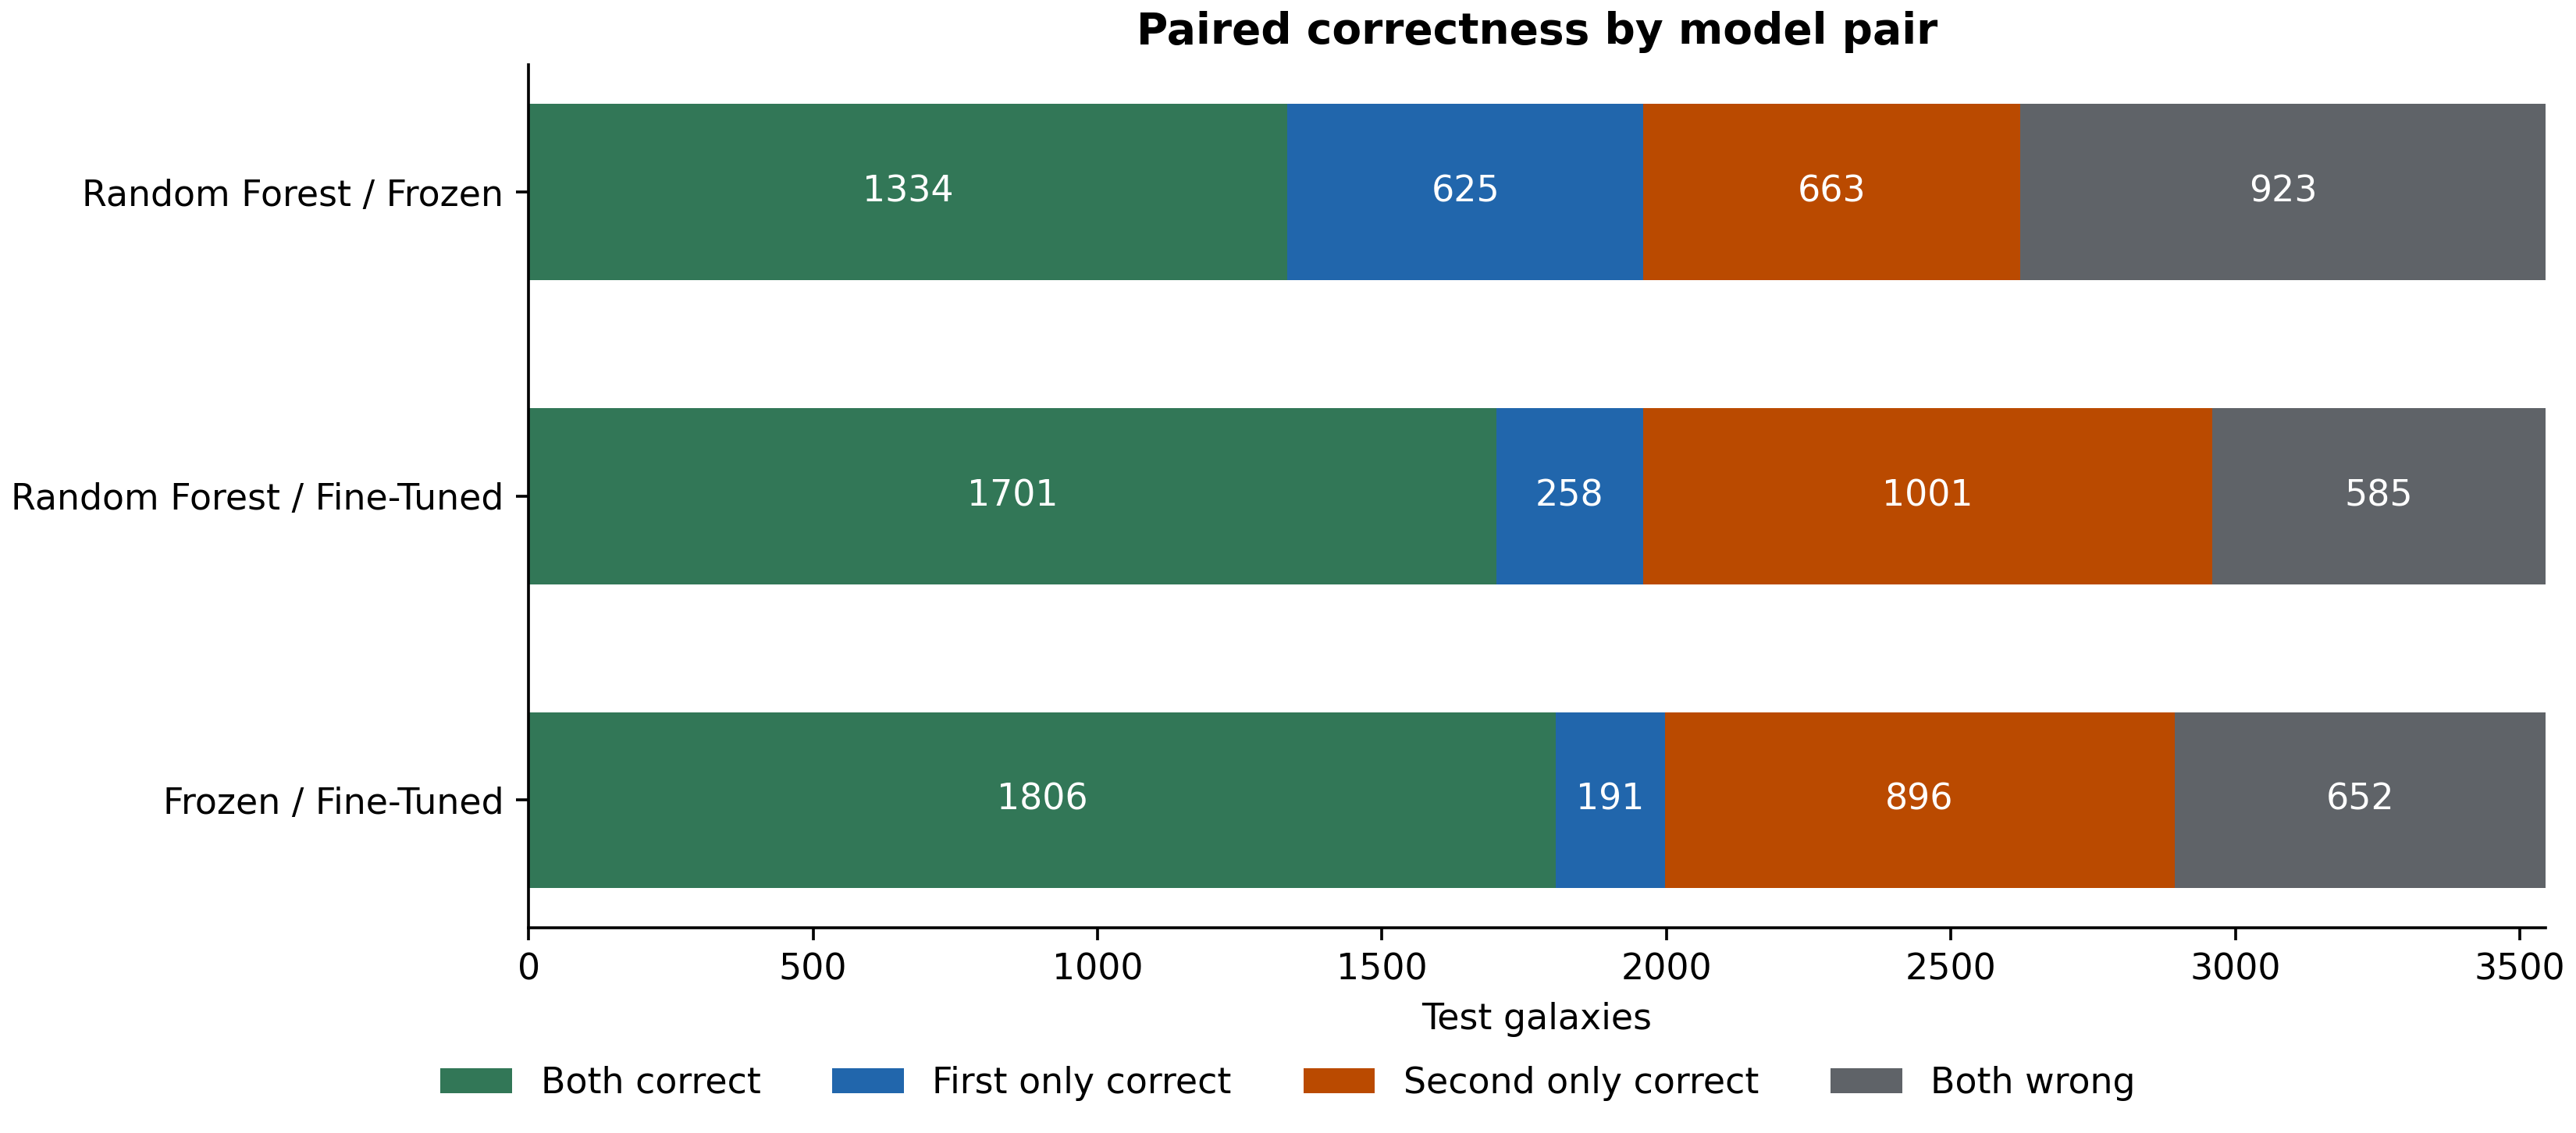 Paired correctness by model pair
Random Forest / Frozen
1334 625 663 923
Random Forest / Fine-Tuned
1701 258 1001 585
Frozen / Fine-Tuned
1806 191 896 652
0 500 1000 1500 2000 2500 3000 3500
Test galaxies
Both correct First only correct Second only correct Both wrong